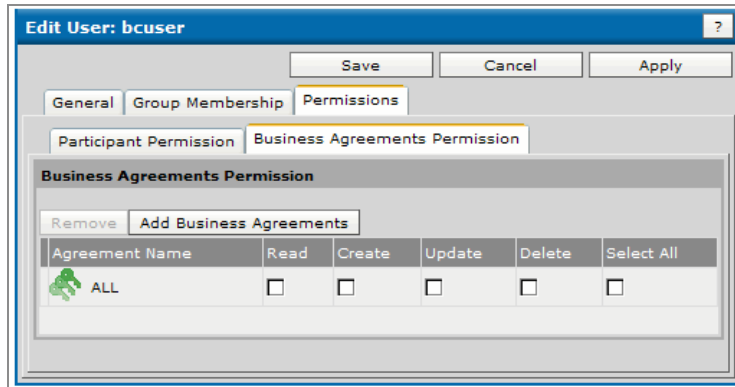 Edit User: bcuser ?
Save Cancel Apply
General Group Membership Permissions
Participant Permission Business Agreements Permission
Business Agreements Permission
Remove Add Business Agreements
Agreement Name Read Create Update Delete Select All
ALL